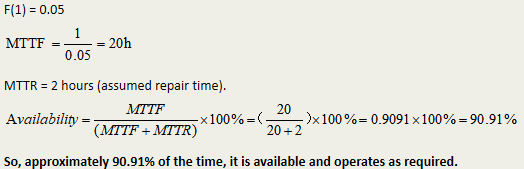 F(1) = 0.05
MTTF = 1/0.05 = 20h
MTTR = 2 hours (assumed repair time).
Availability = MTTF/(MTTF + MTTR) ×100% = (20/20+2)×100% = 0.9091×100% = 90.91%
So, approximately 90.91% of the time, it is available and operates as required.